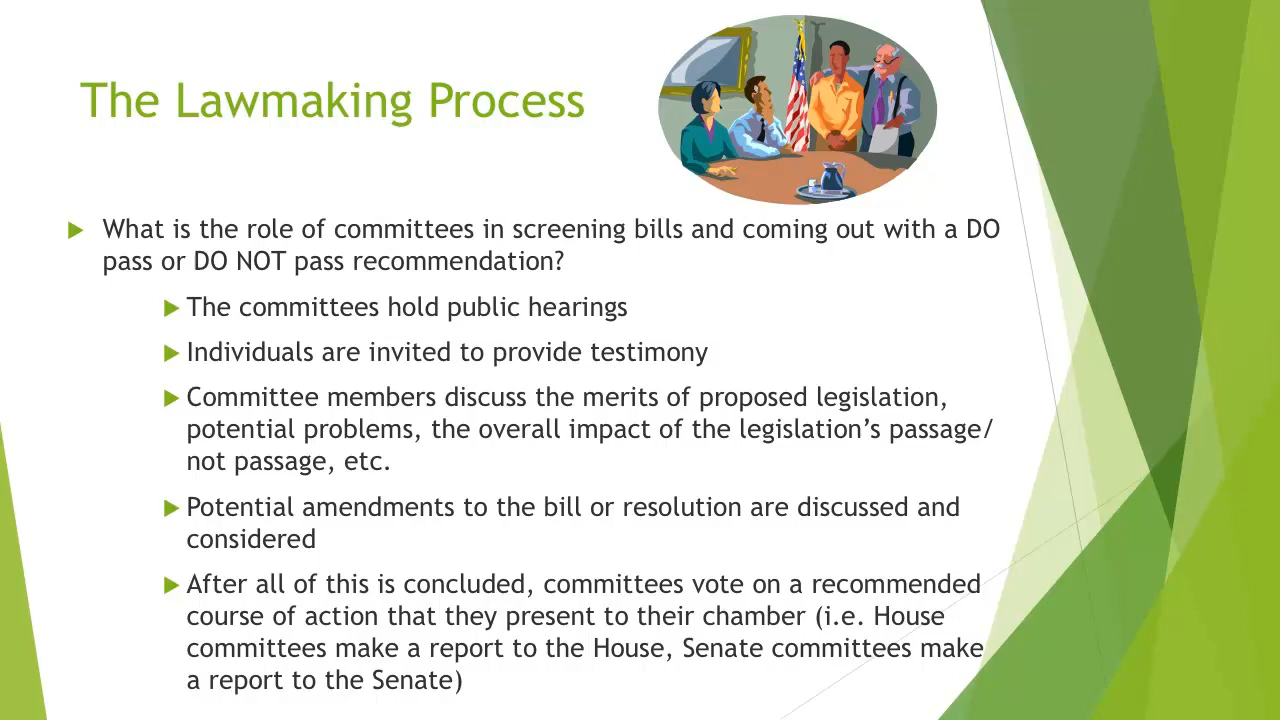 The Lawmaking Process
What is the role of committees in screening bills and coming out with a DO
pass or DO NOT pass recommendation?
The committees hold public hearings
Individuals are invited to provide testimony
Committee members discuss the merits of proposed legislation,
potential problems, the overall impact of the legislation’s passage/
not passage, etc.
Potential amendments to the bill or resolution are discussed and
considered
After all of this is concluded, committees vote on a recommended
course of action that they present to their chamber (i.e. House
committees make a report to the House, Senate committees make
a report to the Senate)